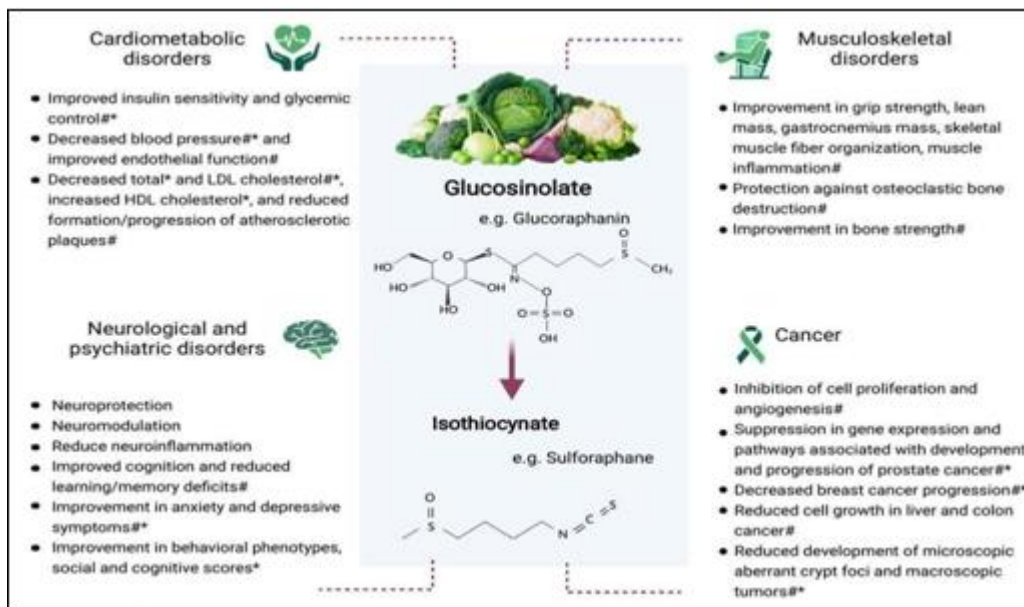 Cardiometabolic
disorders
Improved insulin sensitivity and glycemic
control#*
Decreased blood pressure#* and
improved endothelial function#
Decreased total* and LDL cholesterol#*,
increased HDL cholesterol*, and reduced
formation/progression of atherosclerotic
plaques#
Musculoskeletal
disorders
Improvement in grip strength, lean
mass, gastrocnemius mass, skeletal
muscle fiber organization, muscle
inflammation#
Protection against osteoclastic bone
destruction#
Improvement in bone strength#
Glucosinolate
e.g. Glucoraphanin
O
S
O
S
CH₃
HO
N
HO
OH
O
HO
O
S
O
OH
Neurological and
psychiatric disorders
Neuroprotection
Neuromodulation
Reduce neuroinflammation
Improved cognition and reduced
learning/memory deficits#
Improvement in anxiety and depressive
symptoms#*
Improvement in behavioral phenotypes,
social and cognitive scores*
Isothiocynate
e.g. Sulforaphane
O
S
N
C
S
Cancer
Inhibition of cell proliferation and
angiogenesis#
Suppression in gene expression and
pathways associated with development
and progression of prostate cancer#*
Decreased breast cancer progression#*
Reduced cell growth in liver and colon
cancer#
Reduced development of microscopic
aberrant crypt foci and macroscopic
tumors#*